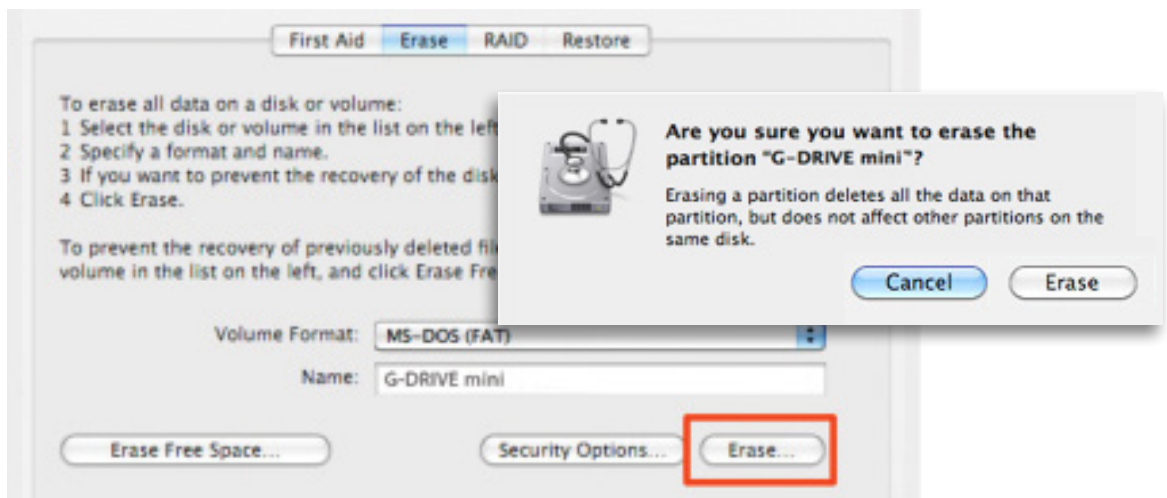 First Aid Erase RAID Restore
To erase all data on a disk or volume:
1 Select the disk or volume in the list on the left
2 Specify a format and name.
3 If you want to prevent the recovery of the disk
4 Click Erase.
To prevent the recovery of previously deleted
volume in the list on the left, and click Erase
Are you sure you want to erase the
partition "G-DRIVE mini"?
Erasing a partition deletes all the data on that
partition, but does not affect other partitions on the
same disk.
Cancel Erase
Volume Format: MS-DOS (FAT)
Name: G-DRIVE mini
Erase Free Space... Security Options... Erase...